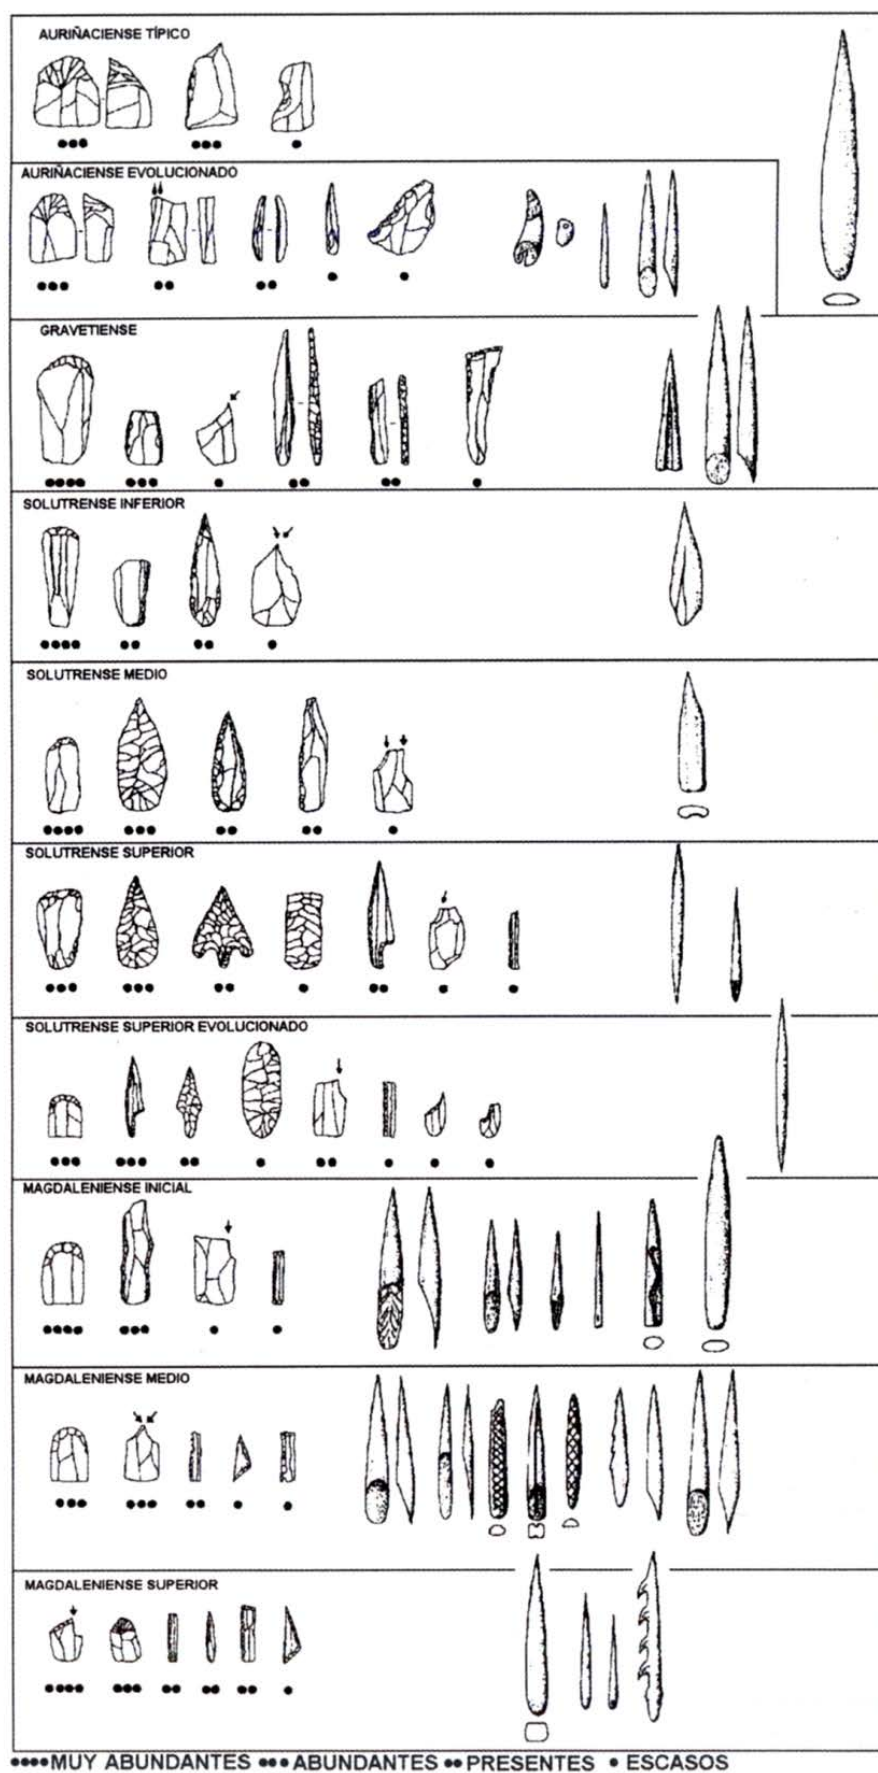 AURIÑACIENSE TÍPICO
AURIÑACIENSE EVOLUCIONADO
GRAVETIENSE
SOLUTRENSE INFERIOR
SOLUTRENSE MEDIO
SOLUTRENSE SUPERIOR
SOLUTRENSE SUPERIOR EVOLUCIONADO
MAGDALENIENSE INICIAL
MAGDALENIENSE MEDIO
MAGDALENIENSE SUPERIOR
●●●●MUY ABUNDANTES ●●●ABUNDANTES ●●PRESENTES ●ESCASOS